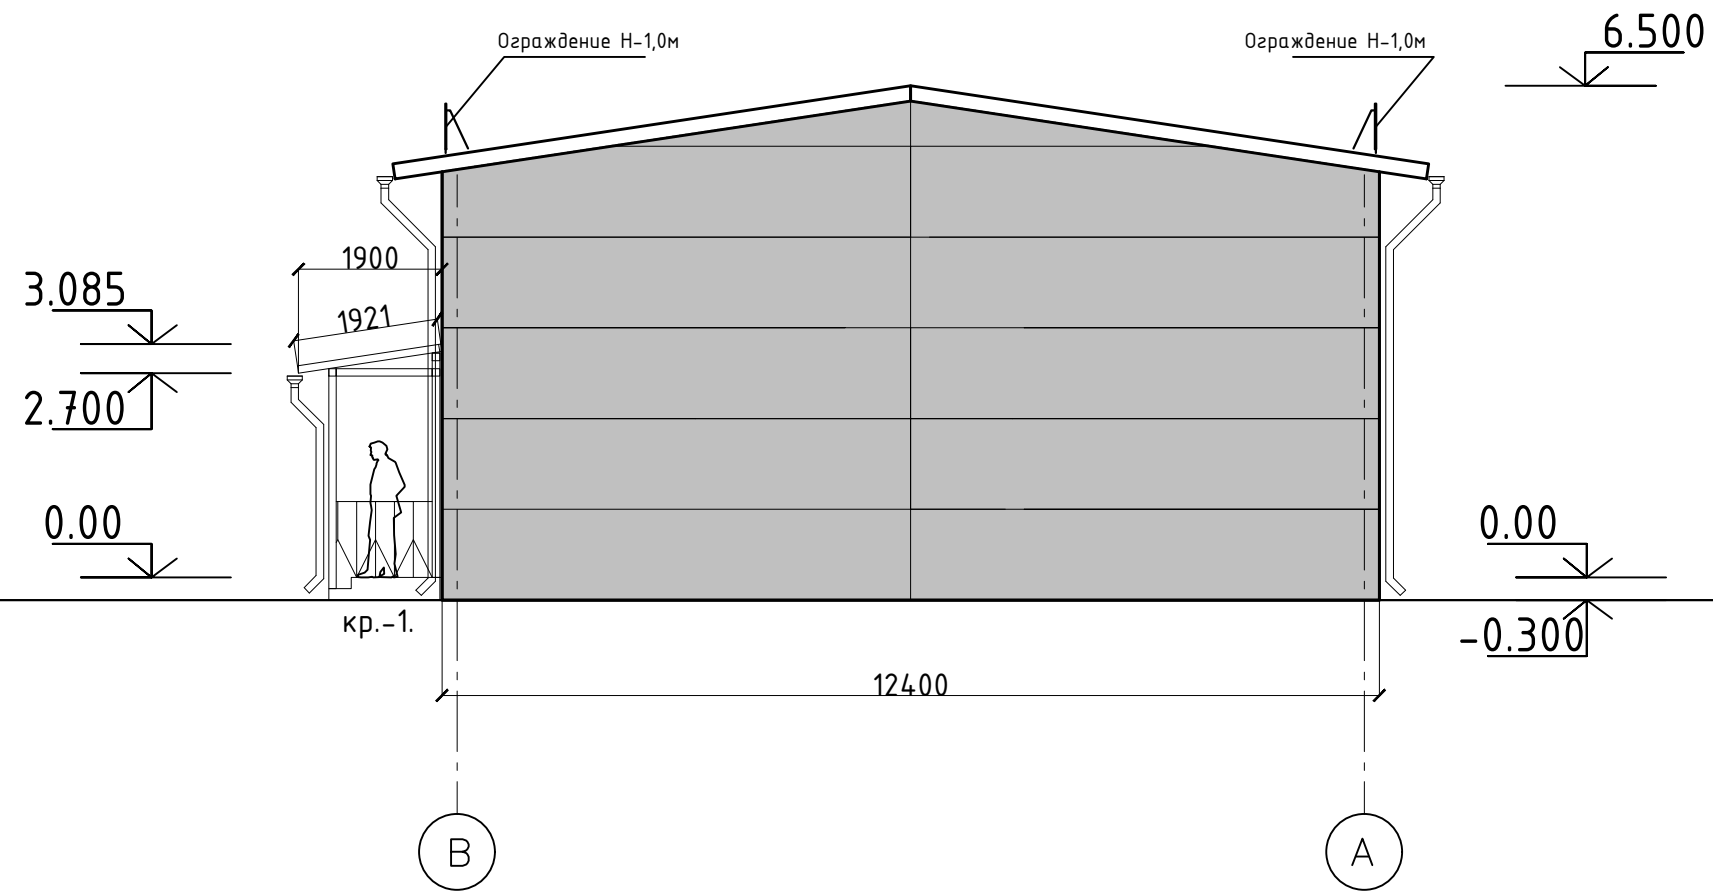 Ограждение Н-1,0м
Ограждение Н-1,0м
6.500
1900
3.085
1921
2.700
0.00
0.00
кр.-1.
-0.300
12400
В
А